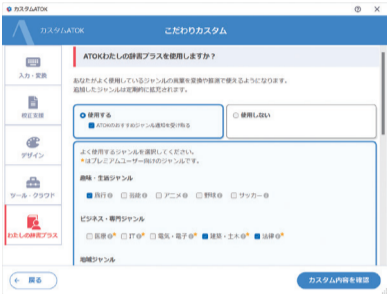 カスタムATOK
カスタムATOK
こだわりカスタム
入力・変換
校正支援
デザイン
ツール・クラウド
わたしの辞書プラス
ATOKわたしの辞書プラスを使用しますか？
あなたがよく使用しているジャンルの言葉を変換や推測で使えるようになります。
追加したジャンルは定期的に拡充されます。
使用する
ATOKのおすすめジャンル通知を受け取る
使用しない
よく使用するジャンルを選択してください。
*はプレミアムユーザー向けのジャンルです。
趣味・生活ジャンル
旅行 芸能 アニメ 野球 サッカー
ビジネス・専門ジャンル
医療* IT* 電気・電子* 建築・土木* 法律*
地域ジャンル
← 戻る
カスタム内容を確認